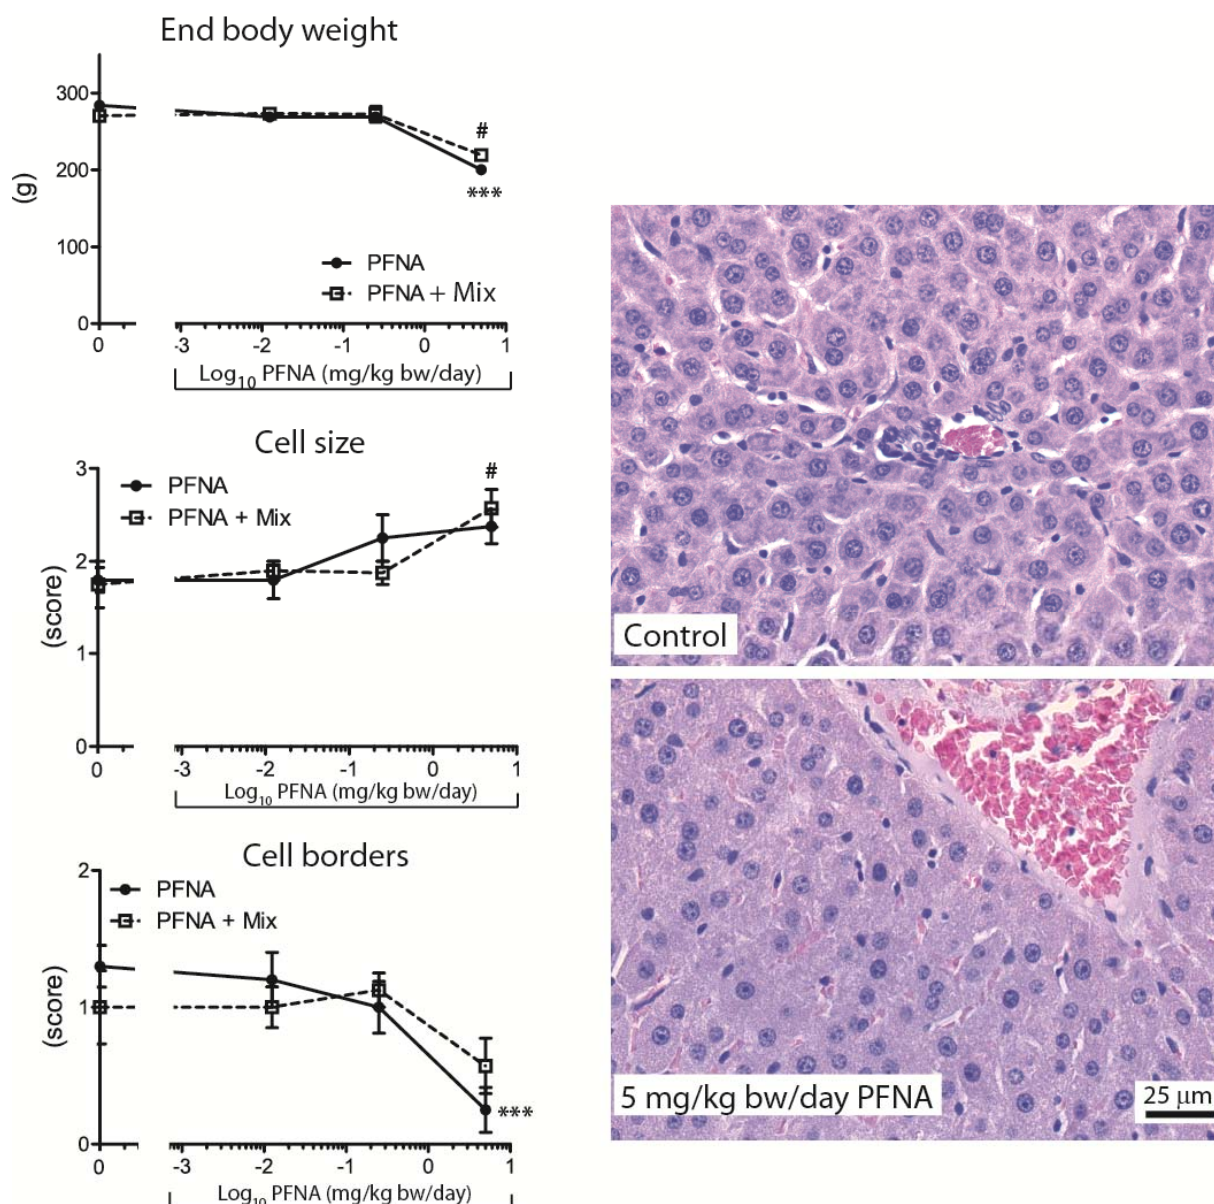 End body weight
300
200
100
0
(g)
#
***
PFNA
PFNA + Mix
0 -3 -2 -1 0 1
Log10 PFNA (mg/kg bw/day)
Cell size
3
2
1
0
(score)
#
PFNA
PFNA + Mix
0 -3 -2 -1 0 1
Log10 PFNA (mg/kg bw/day)
Cell borders
2
1
0
(score)
PFNA
PFNA + Mix
***
0 -3 -2 -1 0 1
Log10 PFNA (mg/kg bw/day)
Control
5 mg/kg bw/day PFNA
25 µm